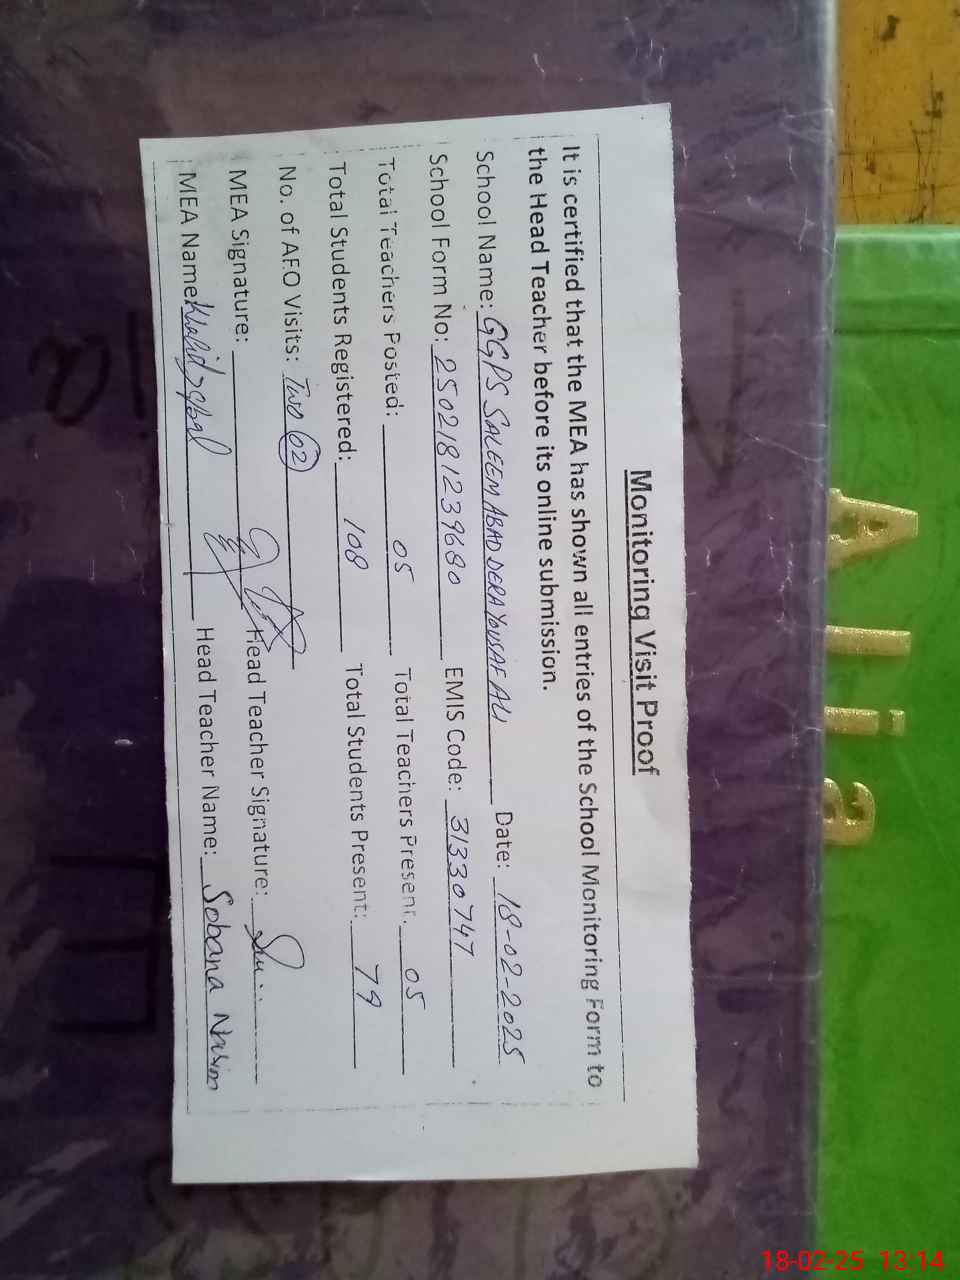 Monitoring Visit Proof
It is certified that the MEA has shown all entries of the School Monitoring Form to
the Head Teacher before its online submission.
School Name: GGPS SALEEM ABAD DERA YOUSAF ALI Date: 18-02-2025
School Form No: 2502181239680 EMIS Code: 31330747
Total Teachers Posted: 05 Total Teachers Present: 05
Total Students Registered: 108 Total Students Present: 79
No. of AEO Visits: Two 02
MEA Signature: Head Teacher Signature:
MEA Name: Khalid Iqbal Head Teacher Name: Sobana
18-02-25 13:14